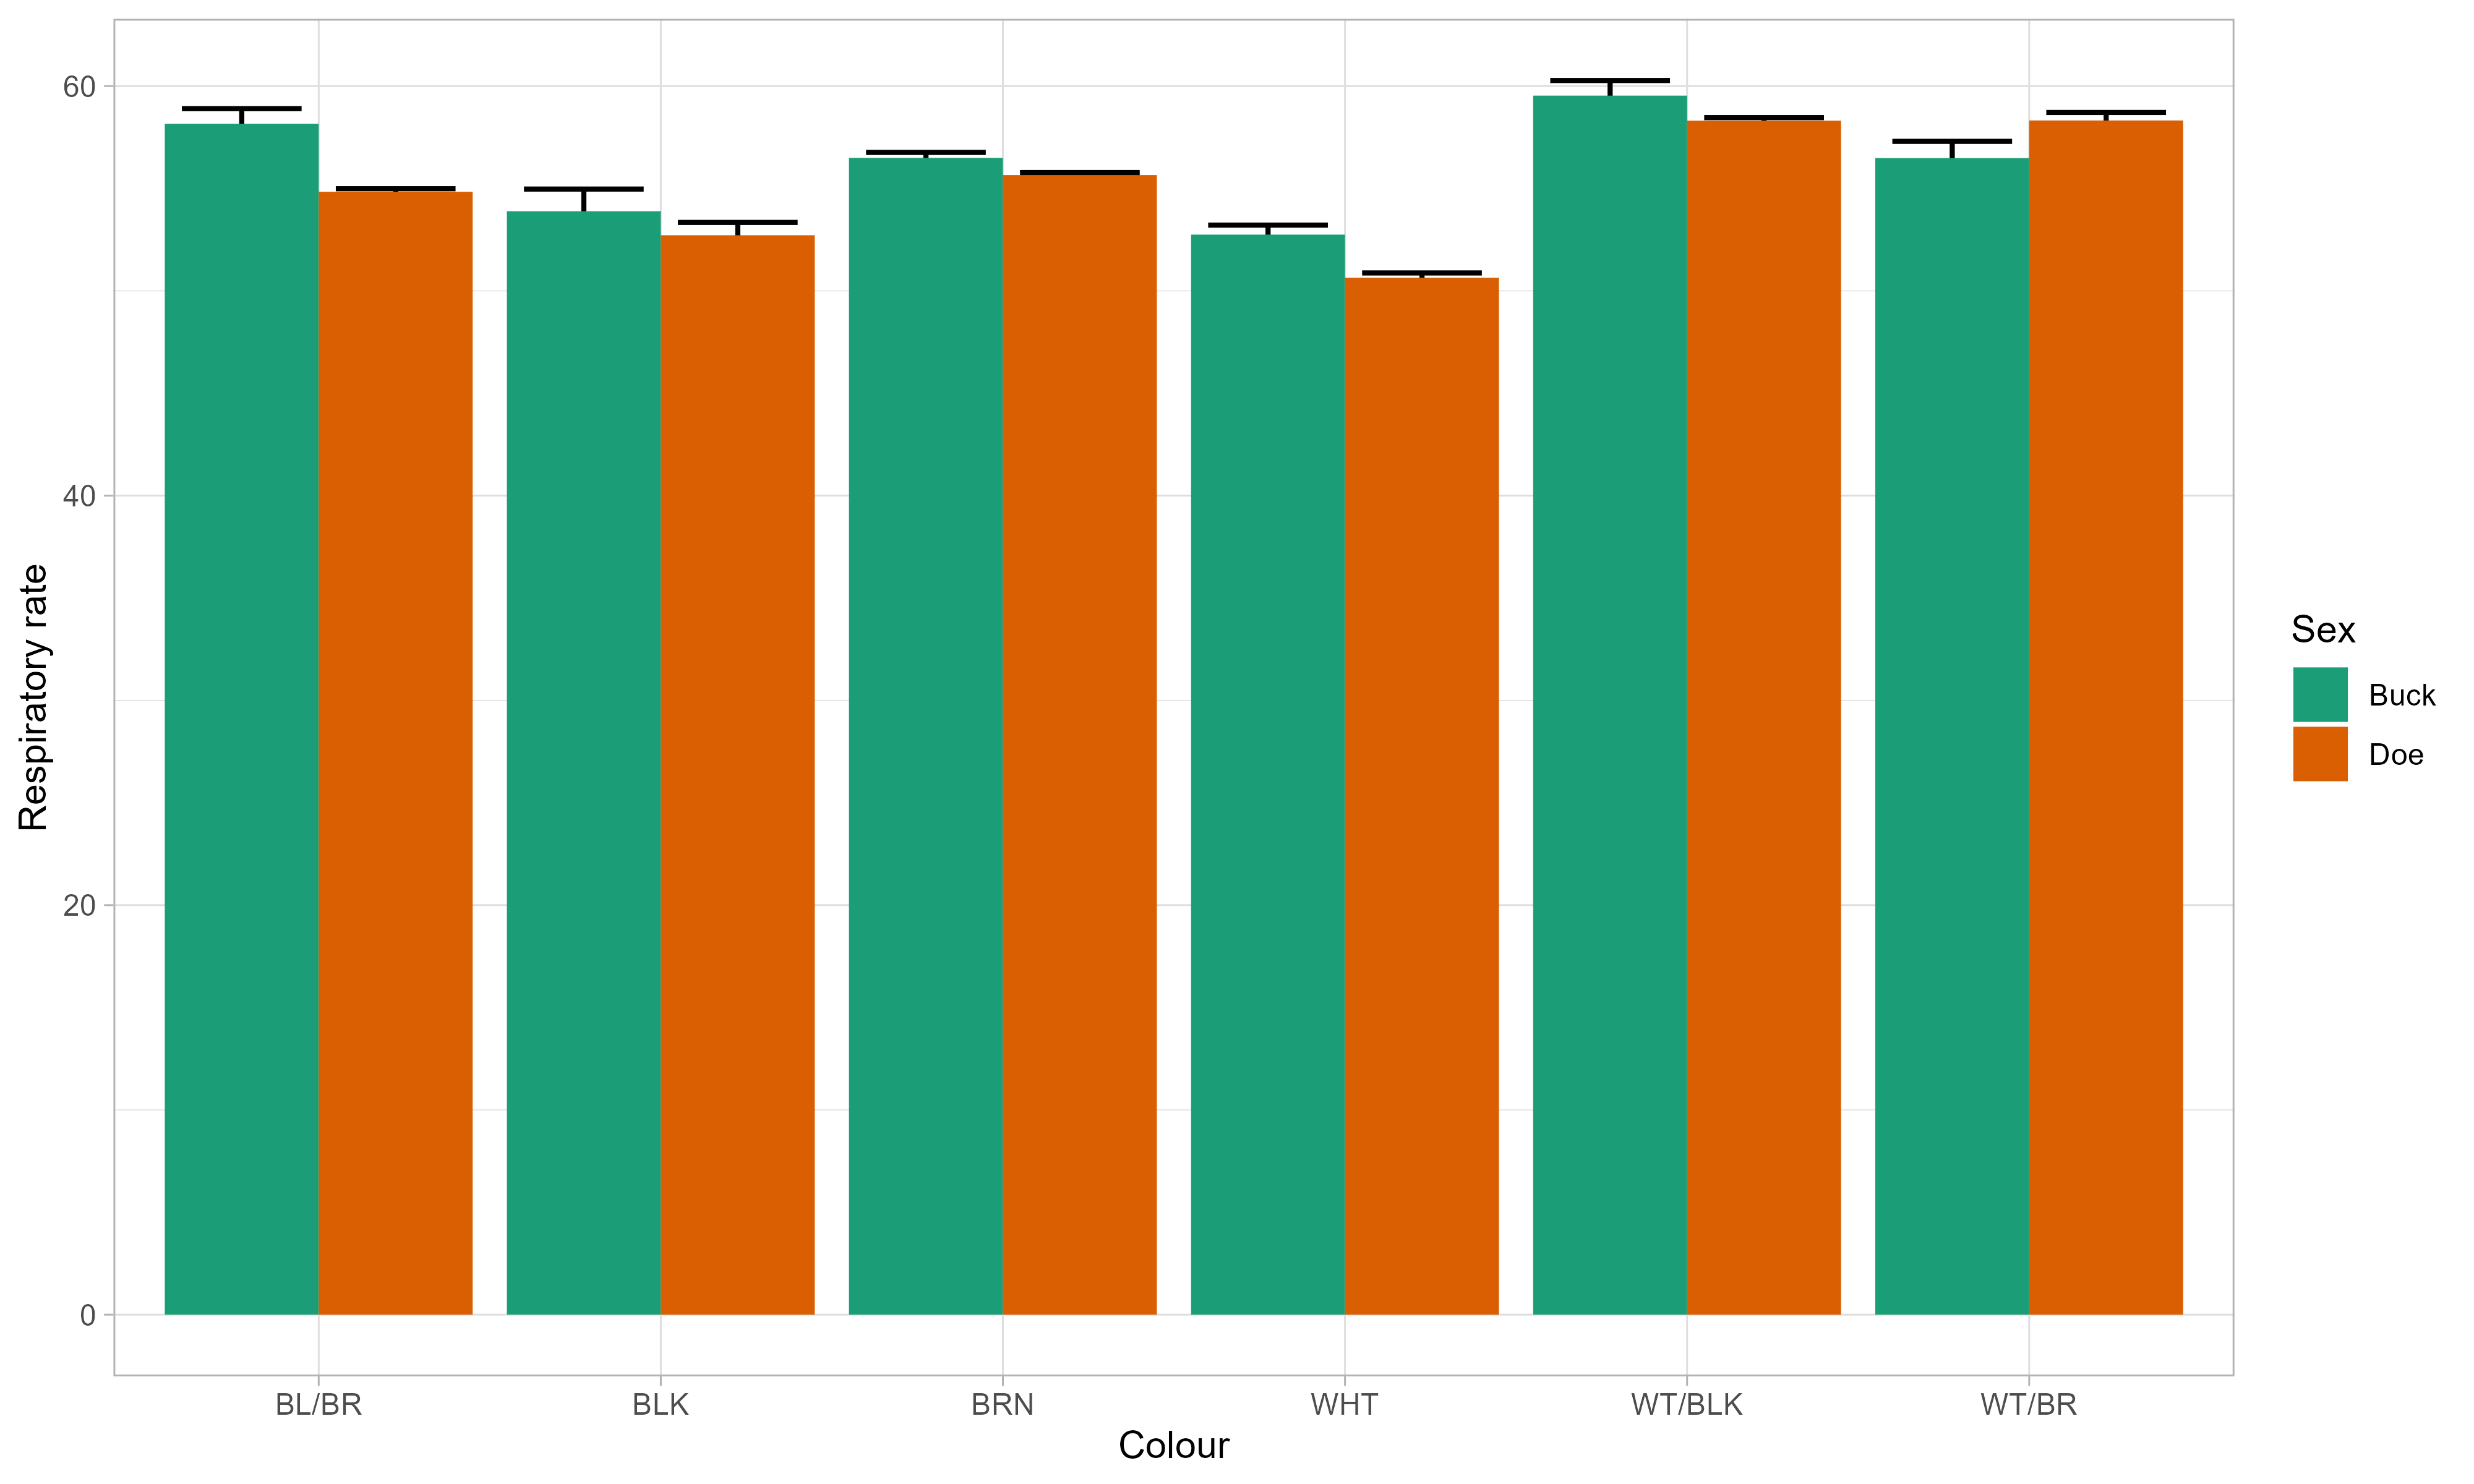 60
40
20
0
Respiratory rate
BL/BR
BLK
BRN
WHT
WT/BLK
WT/BR
Colour
Sex
Buck
Doe